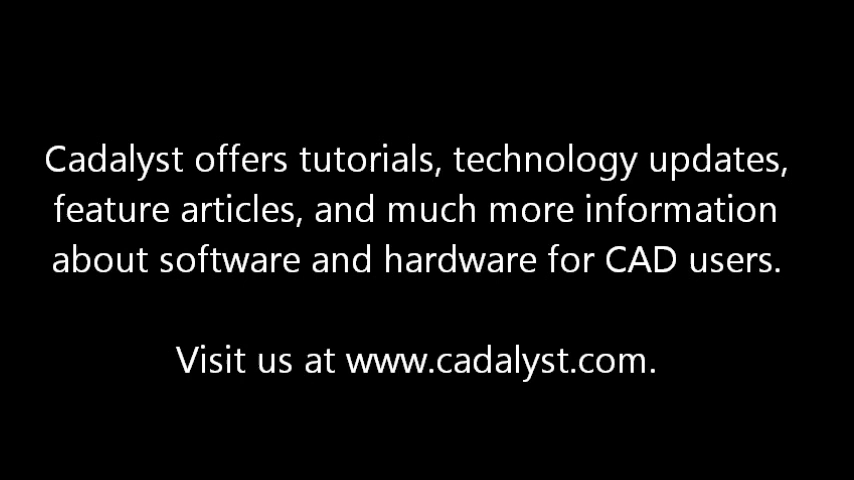 Cadalyst offers tutorials, technology updates,
feature articles, and much more information
about software and hardware for CAD users.
Visit us at www.cadalyst.com.